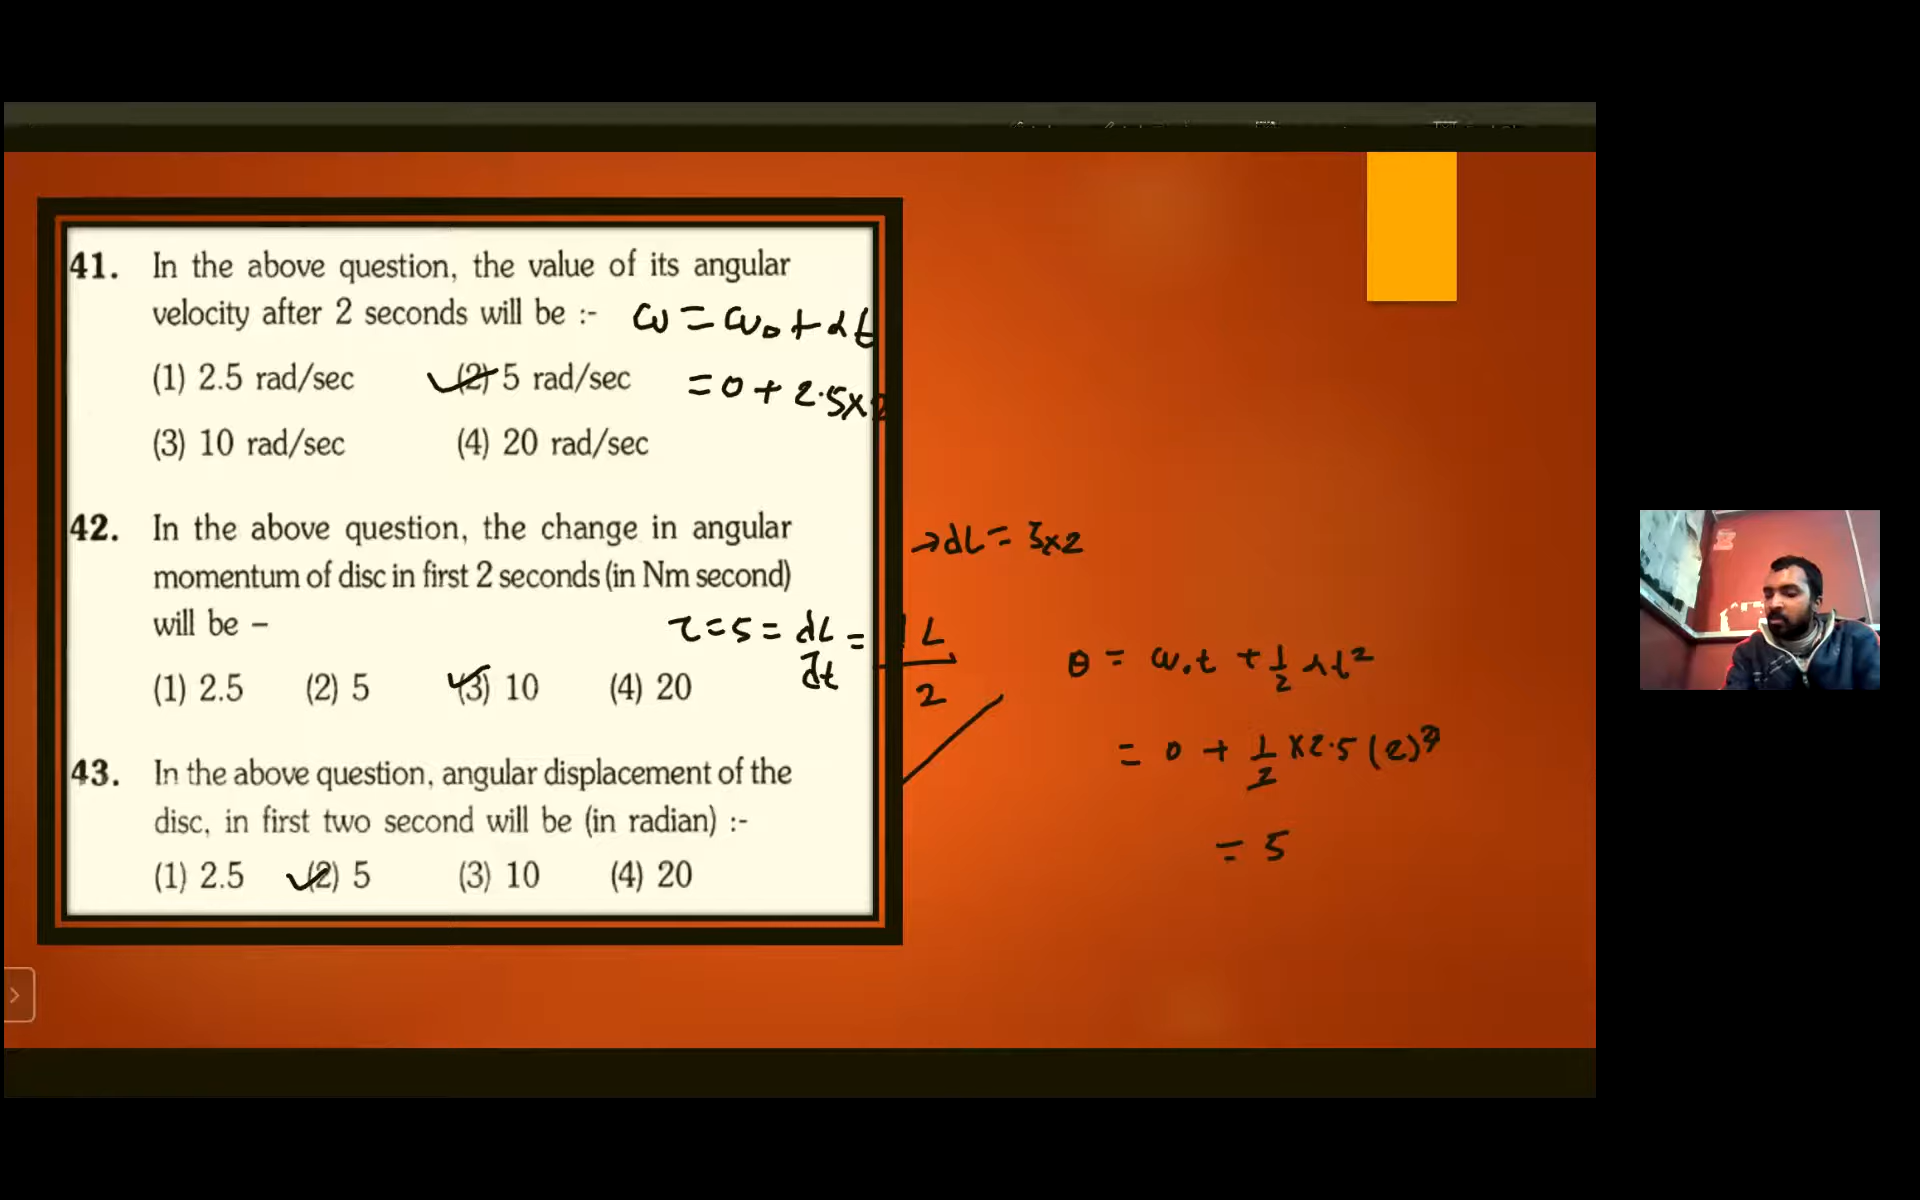 41. In the above question, the value of its angular
velocity after 2 seconds will be :- ω = ω₀ + αt
(1) 2.5 rad/sec (2) 5 rad/sec = 0 + 2.5×2
(3) 10 rad/sec (4) 20 rad/sec
42. In the above question, the change in angular
momentum of disc in first 2 seconds (in Nm second)
will be –
(1) 2.5 (2) 5 (3) 10 (4) 20
→ dL = 5×2
τ = 5 = dL/dt = L/2
43. In the above question, angular displacement of the
disc, in first two second will be (in radian) :-
(1) 2.5 (2) 5 (3) 10 (4) 20
θ = ω₀t + 1/2 αt²
= 0 + 1/2 ×2.5 (2)²
= 5